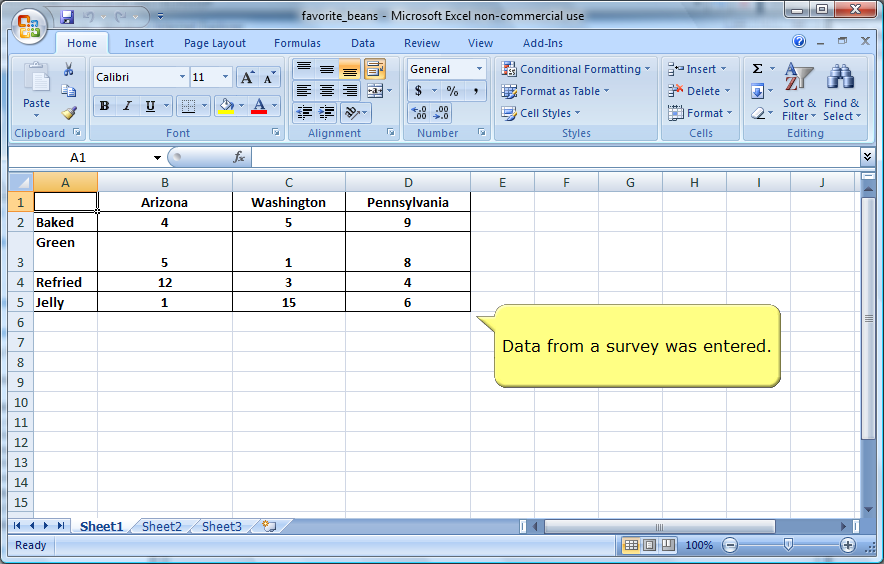 favorite_beans - Microsoft Excel non-commercial use
Home Insert Page Layout Formulas Data Review View Add-Ins
Calibri 11 General Conditional Formatting Insert Σ
Paste B I U A $ % , Format as Table Delete Sort & Filter Find & Select
Cell Styles Format
Clipboard Font Alignment Number Styles Cells Editing
A1 fx
A B C D E F G H I J
1 Arizona Washington Pennsylvania
2 Baked 4 5 9
Green
3 5 1 8
4 Refried 12 3 4
5 Jelly 1 15 6
6
7 Data from a survey was entered.
8
9
10
11
12
13
14
15
Sheet1 Sheet2 Sheet3
Ready 100%